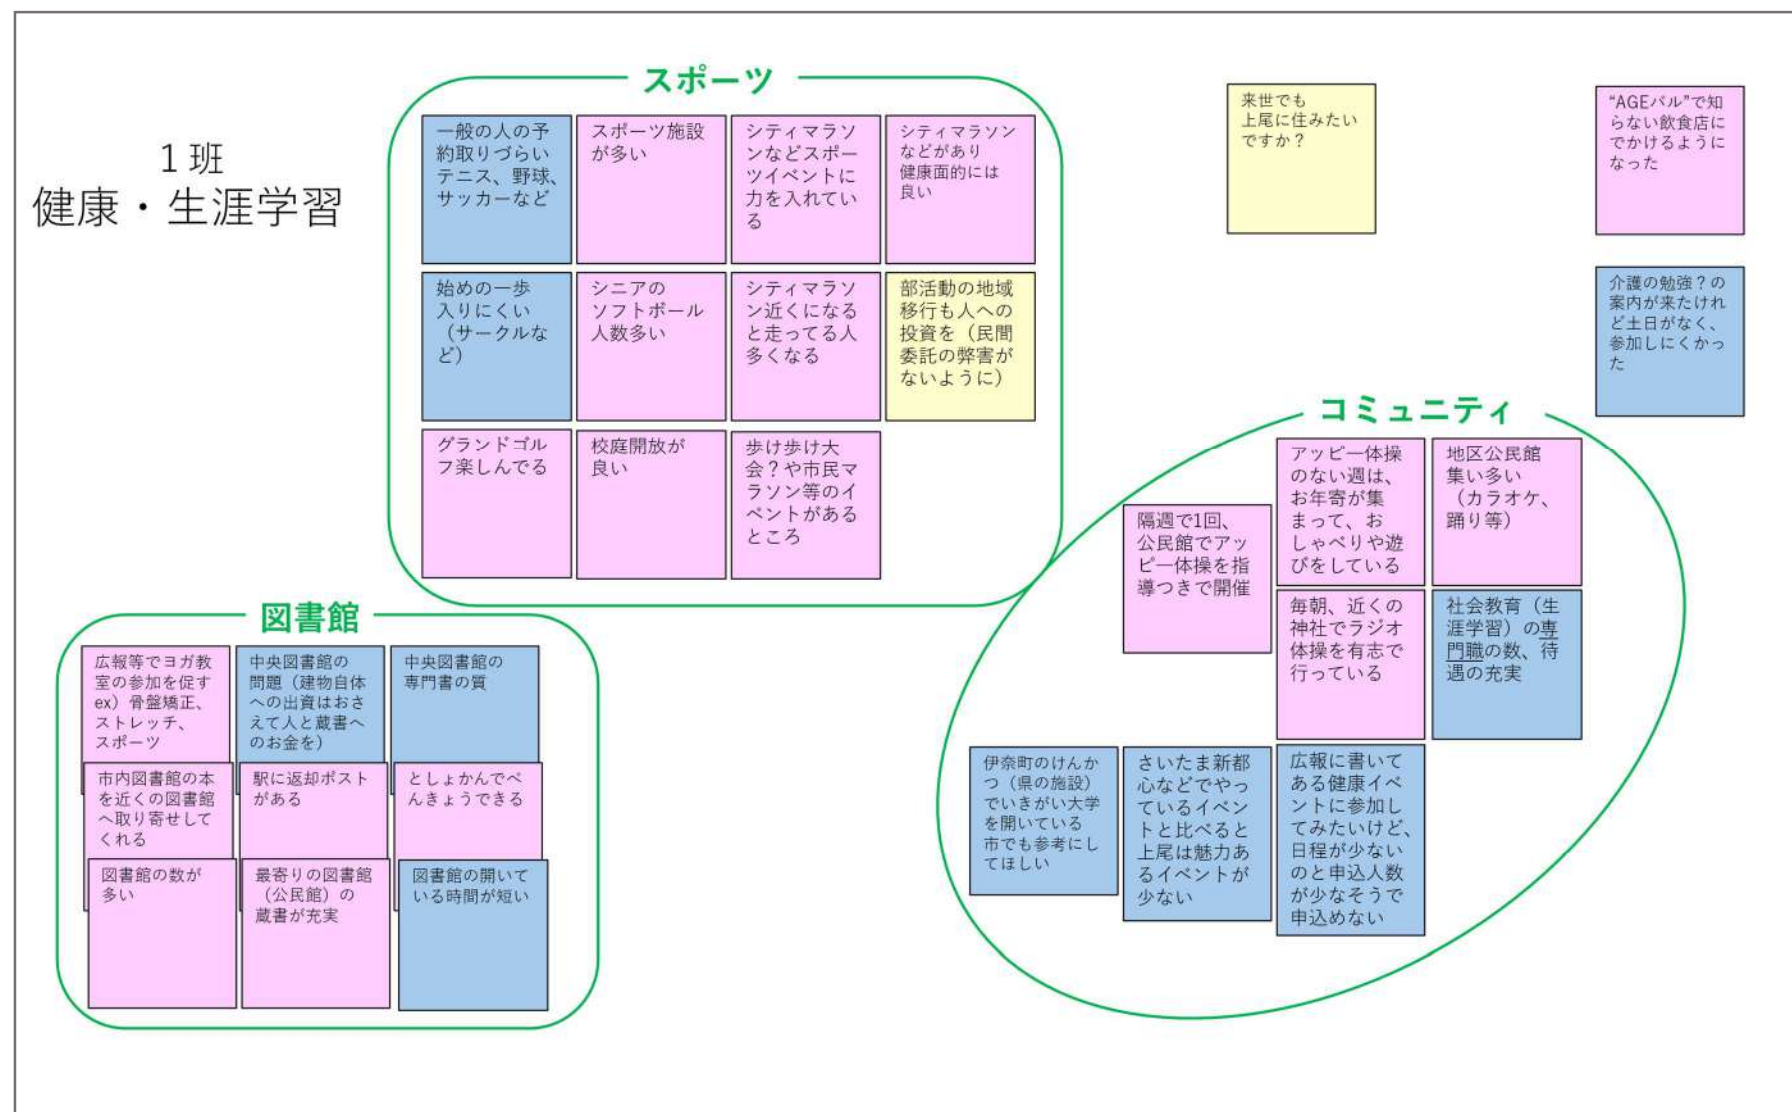 1班
健康・生涯学習
スポーツ
一般の人の予
約取りづらい
テニス、野球、
サッカーなど
スポーツ施設
が多い
シティマラソ
ンなどスポー
ツイベントに
力を入れてい
る
シティマラソン
などがあり
健康面的には
良い
始めの一歩
入りにくい
（サークルな
ど）
シニアの
ソフトボール
人数多い
シティマラソ
ン近くになる
と走ってる人
多くなる
部活動の地域
移行も人への
投資を（民間
委託の弊害が
ないように）
グランドゴル
フ楽しんでる
校庭開放が
良い
歩け歩け大
会？や市民マ
ラソン等のイ
ベントがある
ところ
来世でも
上尾に住みたい
ですか？
“AGEバル”で知
らない飲食店に
でかけるように
なった
介護の勉強？の
案内が来たけれ
ど土日がなく、
参加しにくかっ
た
図書館
広報等でヨガ教
室の参加を促す
ex）骨盤矯正、
ストレッチ、
スポーツ
中央図書館の
問題（建物自体
への出資はおさ
えて人と蔵書へ
のお金を）
中央図書館の
専門書の質
市内図書館の本
を近くの図書館
へ取り寄せして
くれる
駅に返却ポスト
がある
としょかんでべ
んきょうできる
図書館の数が
多い
最寄りの図書館
（公民館）の
蔵書が充実
図書館の開いて
いる時間が短い
コミュニティ
隔週で1回、
公民館でアッ
ピー体操を指
導つきで開催
アッピー体操
のない週は、
お年寄が集
まって、お
しゃべりや遊
びをしている
地区公民館
集い多い
（カラオケ、
踊り等）
毎朝、近くの
神社でラジオ
体操を有志で
行っている
社会教育（生
涯学習）の専
門職の数、待
遇の充実
伊奈町のけんか
つ（県の施設）
でいきがい大学
を開いている
市でも参考にし
てほしい
さいたま新都
心などでやっ
ているイベン
トと比べると
上尾は魅力あ
るイベントが
少ない
広報に書いて
ある健康イベ
ントに参加し
てみたいけど、
日程が少ない
のと申込人数
が少なそうで
申込めない